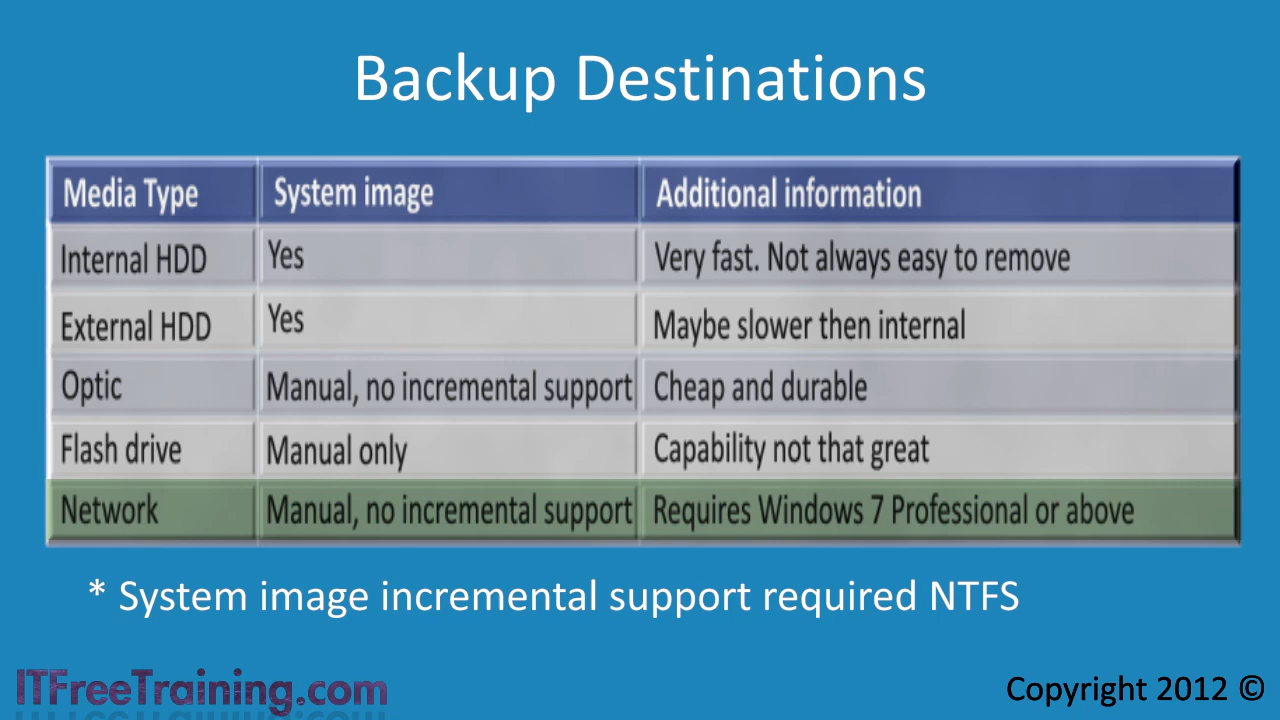 Backup Destinations
Media Type System image Additional information
Internal HDD Yes Very fast. Not always easy to remove
External HDD Yes Maybe slower then internal
Optic Manual, no incremental support Cheap and durable
Flash drive Manual only Capability not that great
Network Manual, no incremental support Requires Windows 7 Professional or above
* System image incremental support required NTFS
ITFreeTraining.com
Copyright 2012 ©